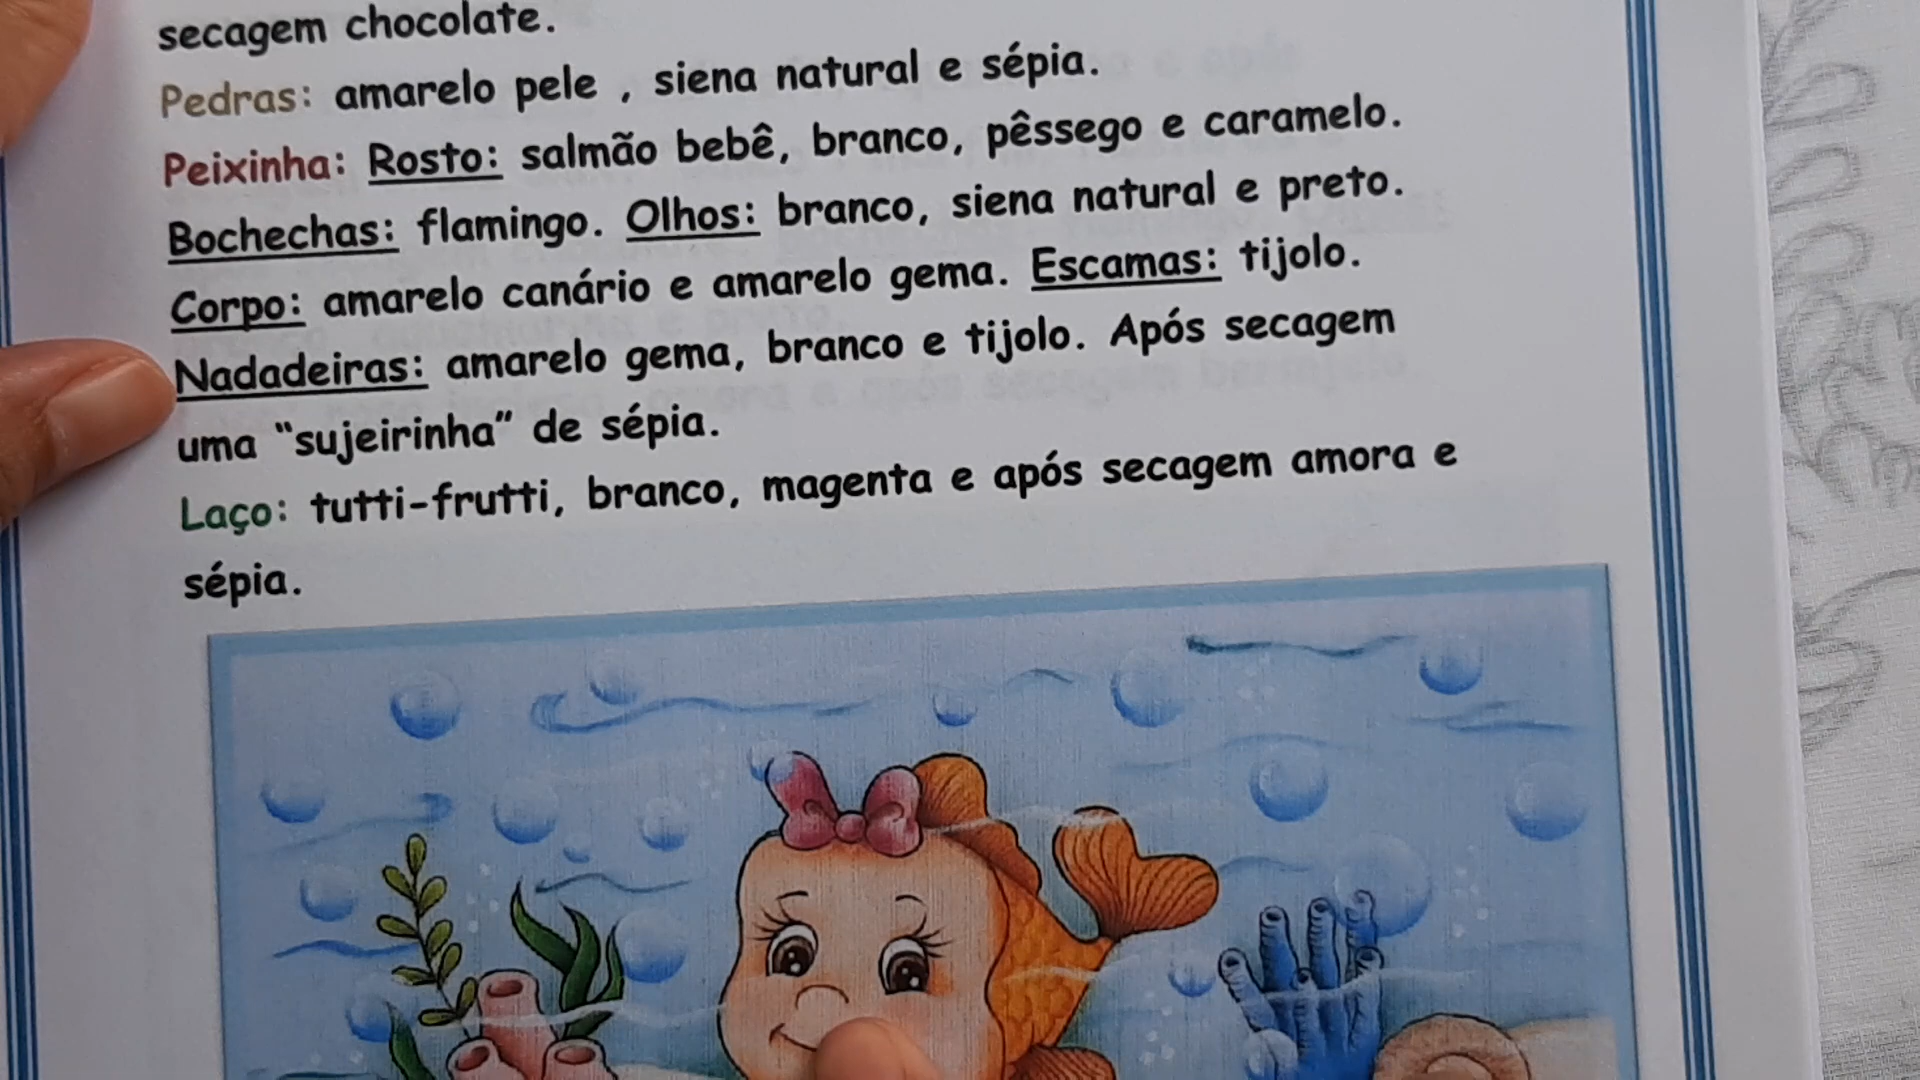 secagem chocolate.
Pedras: amarelo pele , siena natural e sépia.
Peixinha: Rosto: salmão bebê, branco, pêssego e caramelo.
Bochechas: flamingo. Olhos: branco, siena natural e preto.
Corpo: amarelo canário e amarelo gema. Escamas: tijolo.
Nadadeiras: amarelo gema, branco e tijolo. Após secagem
uma “sujeirinha” de sépia.
Laço: tutti-frutti, branco, magenta e após secagem amora e
sépia.